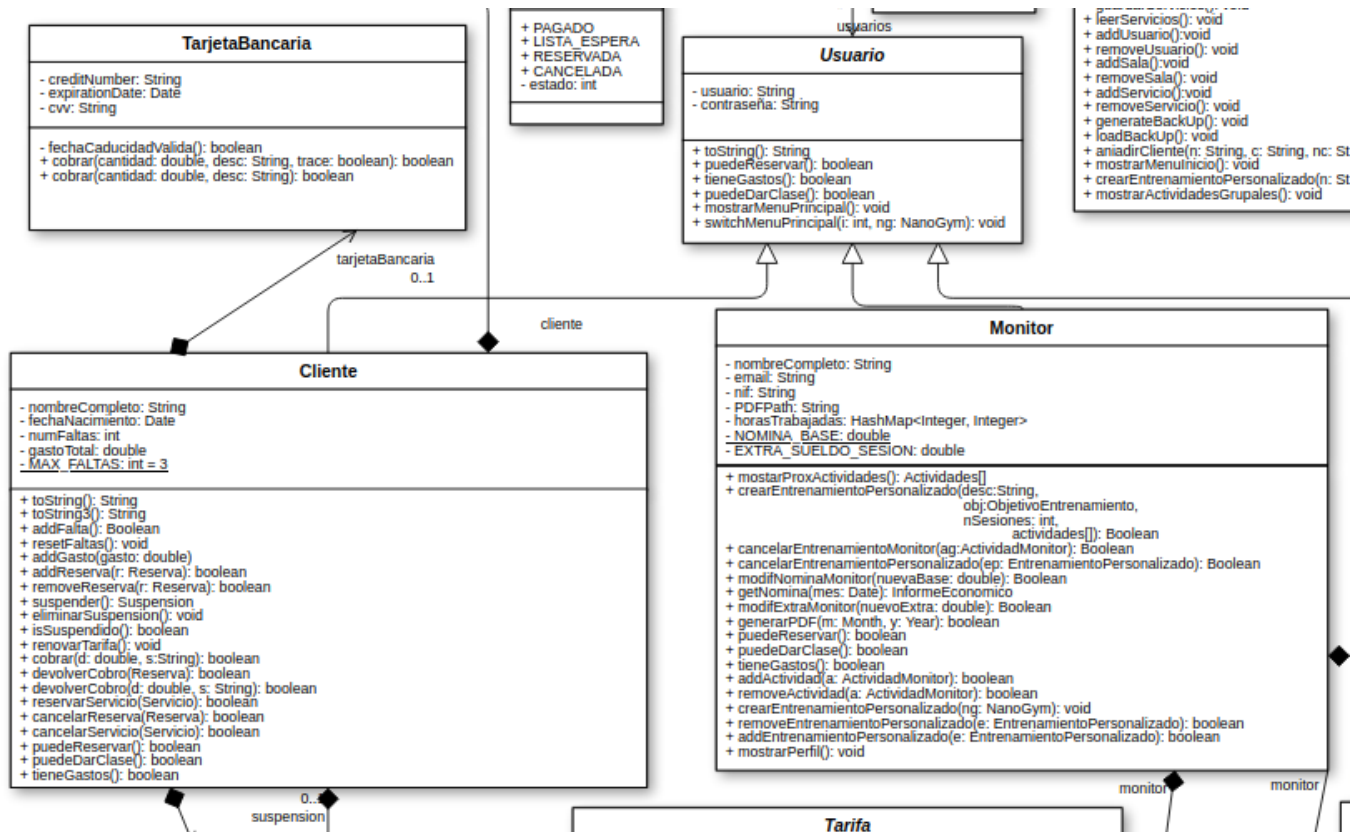 TarjetaBancaria
- creditNumber: String
- expirationDate: Date
- cvv: String
- fechaCaducidadValida(): boolean
+ cobrar(cantidad: double, desc: String, trace: boolean): boolean
+ cobrar(cantidad: double, desc: String): boolean
tarjetaBancaria
0..1
+ PAGADO
+ LISTA_ESPERA
+ RESERVADA
+ CANCELADA
- estado: int
usuarios
Usuario
- usuario: String
- contraseña: String
+ toString(): String
+ puedeReservar(): boolean
+ tieneGastos(): boolean
+ puedeDarClase(): boolean
+ mostrarMenuPrincipal(): void
+ switchMenuPrincipal(i: int, ng: NanoGym): void
+ leerServicios(): void
+ addUsuario():void
+ removeUsuario(): void
+ addSala():void
+ removeSala(): void
+ addServicio():void
+ removeServicio(): void
+ generateBackUp(): void
+ loadBackUp(): void
+ aniadirCliente(n: String, c: String, nc: St
+ mostrarMenuInicio(): void
+ crearEntrenamientoPersonalizado(n: St
+ mostrarActividadesGrupales(): void
cliente
Cliente
- nombreCompleto: String
- fechaNacimiento: Date
- numFaltas: int
- gastoTotal: double
- MAX_FALTAS: int = 3
+ toString(): String
+ toString3(): String
+ addFalta(): Boolean
+ resetFaltas(): void
+ addGasto(gasto: double)
+ addReserva(r: Reserva): boolean
+ removeReserva(r: Reserva): boolean
+ suspender(): Suspension
+ eliminarSuspension(): void
+ isSuspendido(): boolean
+ renovarTarifa(): void
+ cobrar(d: double, s:String): boolean
+ devolverCobro(Reserva): boolean
+ devolverCobro(d: double, s: String): boolean
+ reservarServicio(Servicio): boolean
+ cancelarReserva(Reserva): boolean
+ cancelarServicio(Servicio): boolean
+ puedeReservar(): boolean
+ puedeDarClase(): boolean
+ tieneGastos(): boolean
0..
suspension
Monitor
- nombreCompleto: String
- email: String
- nif: String
- PDFPath: String
- horasTrabajadas: HashMap<Integer, Integer>
- NOMINA_BASE: double
- EXTRA_SUELDO_SESION: double
+ mostarProxActividades(): Actividades[]
+ crearEntrenamientoPersonalizado(desc:String,
obj:ObjetivoEntrenamiento,
nSesiones: int,
actividades[]): Boolean
+ cancelarEntrenamientoMonitor(ag:ActividadMonitor): Boolean
+ cancelarEntrenamientoPersonalizado(ep: EntrenamientoPersonalizado): Boolean
+ modifNominaMonitor(nuevaBase: double): Boolean
+ getNomina(mes: Date): InformeEconomico
+ modifExtraMonitor(nuevoExtra: double): Boolean
+ generarPDF(m: Month, y: Year): boolean
+ puedeReservar(): boolean
+ puedeDarClase(): boolean
+ tieneGastos(): boolean
+ addActividad(a: ActividadMonitor): boolean
+ removeActividad(a: ActividadMonitor): boolean
+ crearEntrenamientoPersonalizado(ng: NanoGym): void
+ removeEntrenamientoPersonalizado(e: EntrenamientoPersonalizado): boolean
+ addEntrenamientoPersonalizado(e: EntrenamientoPersonalizado): boolean
+ mostrarPerfil(): void
monitor
monitor
Tarifa